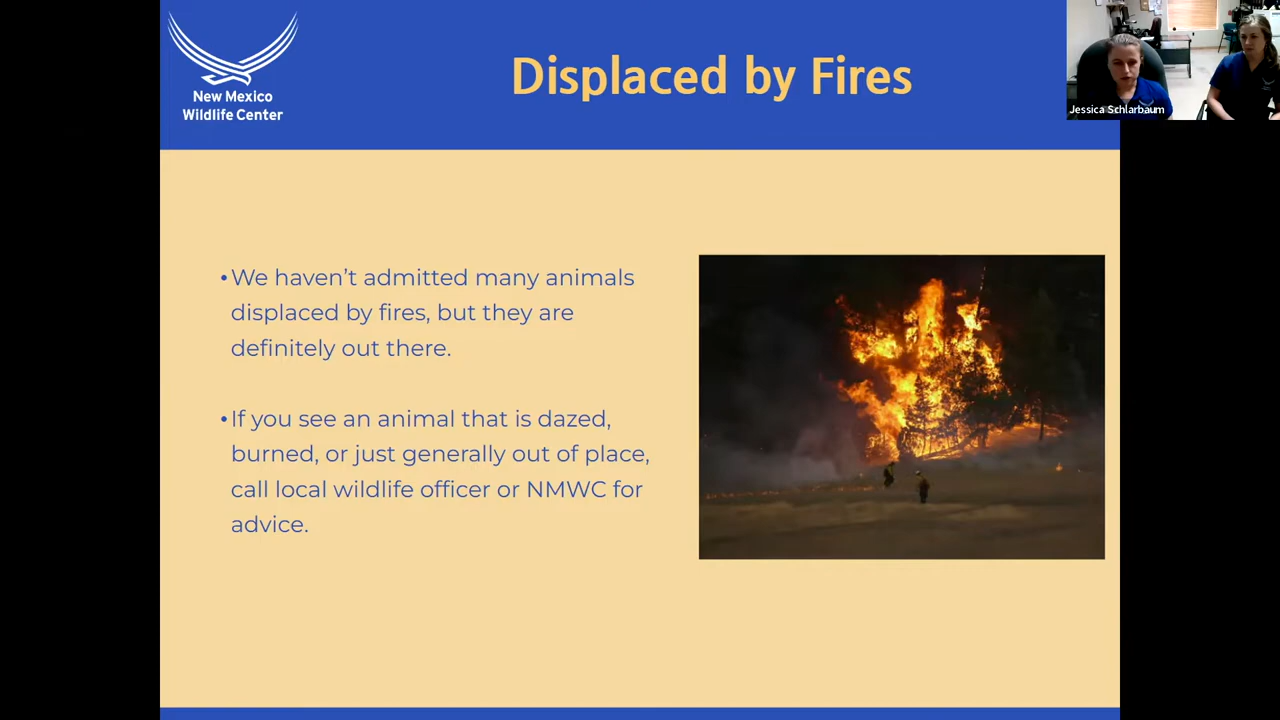 New Mexico
Wildlife Center
Displaced by Fires
Jessica Schlarbaum
•We haven’t admitted many animals
displaced by fires, but they are
definitely out there.
•If you see an animal that is dazed,
burned, or just generally out of place,
call local wildlife officer or NMWC for
advice.